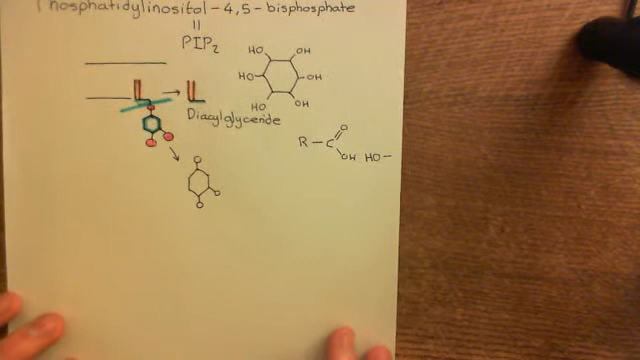 Phosphatidylinositol-4,5-bisphosphate
=
PIP2
HO OH
HO OH
HO OH
Diacylglyceride
R-C
O
OH HO-